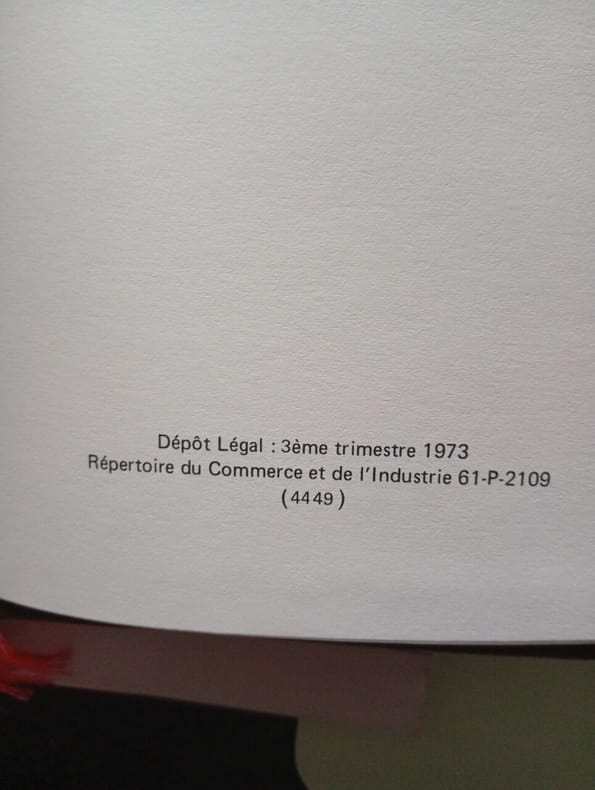 Dépôt Légal : 3ème trimestre 1973
Répertoire du Commerce et de l'Industrie 61-P-2109
(4449)